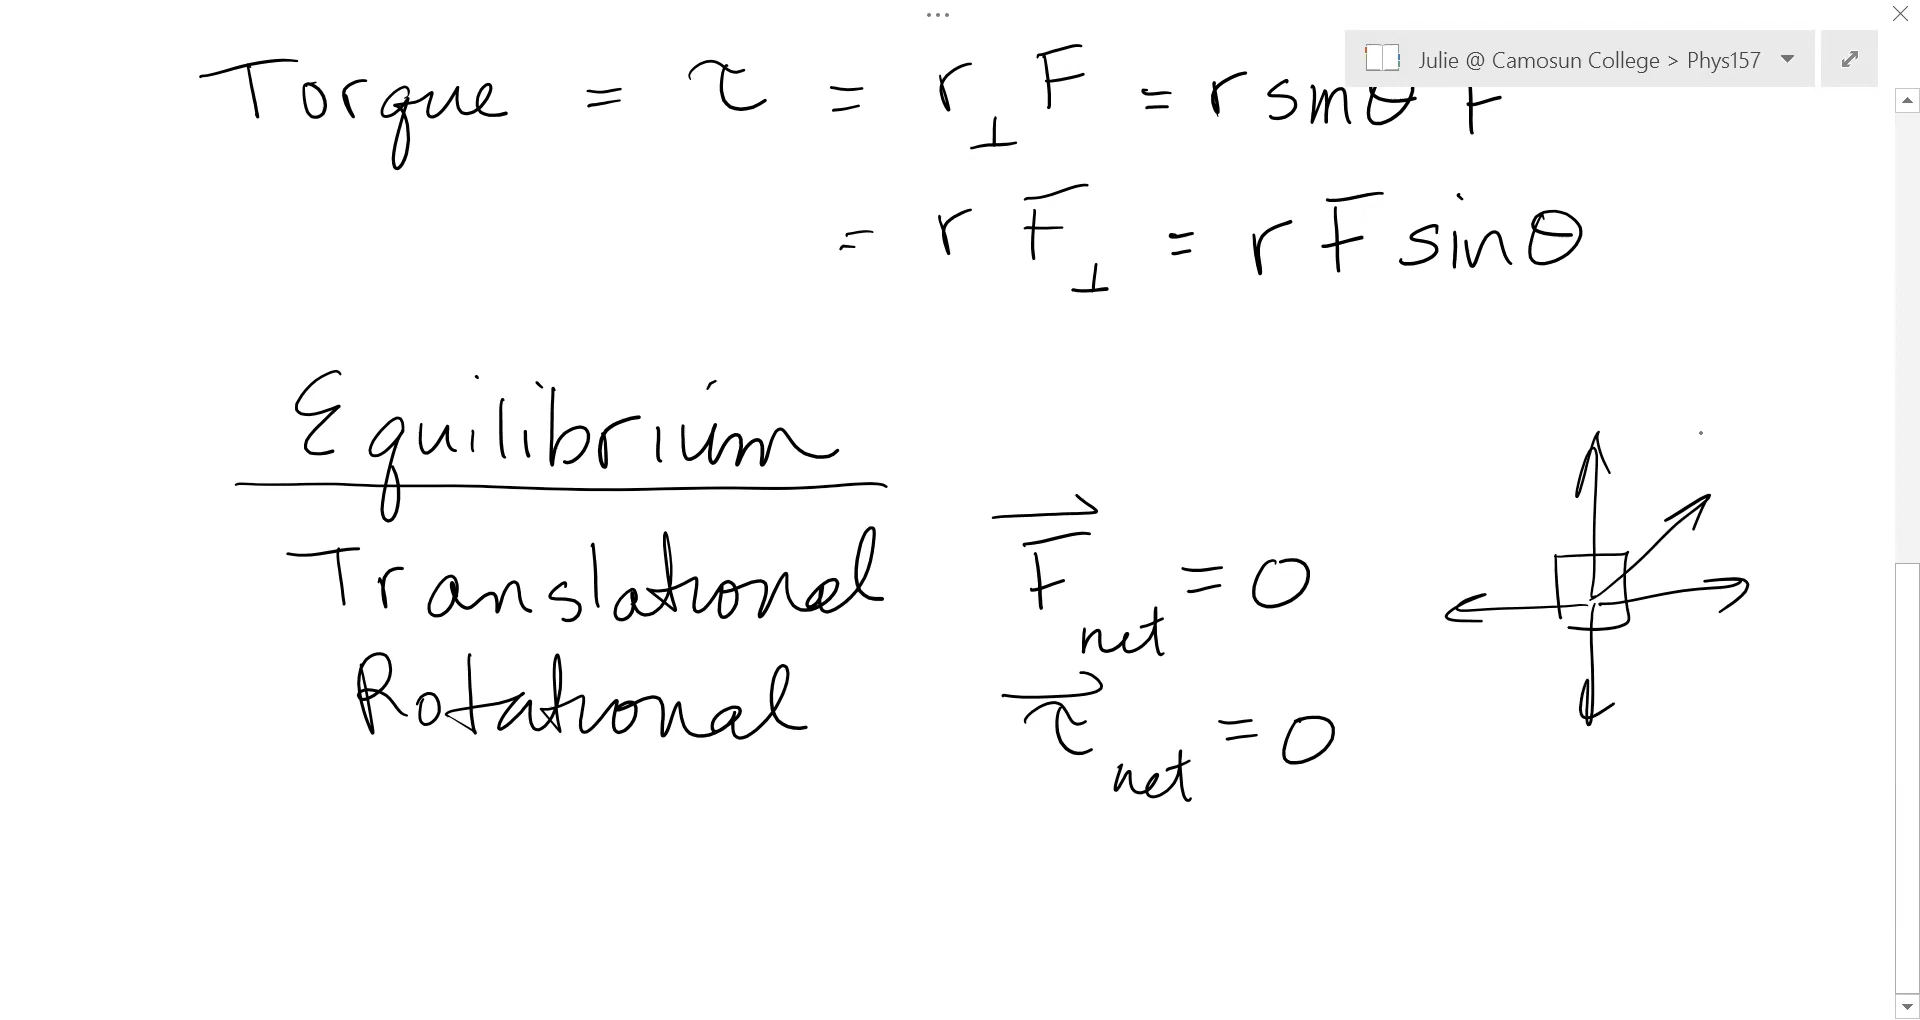 Julie @ Camosun College > Phys157
Torque = τ = r⊥ F = r sinθ F
= r F⊥ = r F sinθ
Equilibrium
Translational F⃗net = 0
Rotational τ⃗net = 0